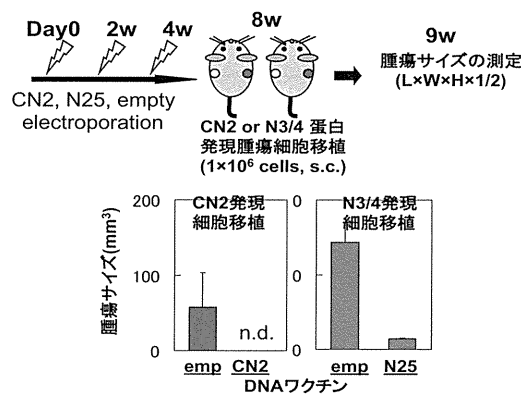 Day0 2w 4w 8w 9w
CN2, N25, empty
electroporation
CN2 or N3/4 蛋白
発現腫瘍細胞移植
(1×10⁶ cells, s.c.)
腫瘍サイズの測定
(L×W×H×1/2)
腫瘍サイズ(mm³)
200
100
0
CN2発現
細胞移植
n.d.
emp CN2
0
0
N3/4発現
細胞移植
emp N25
DNAワクチン